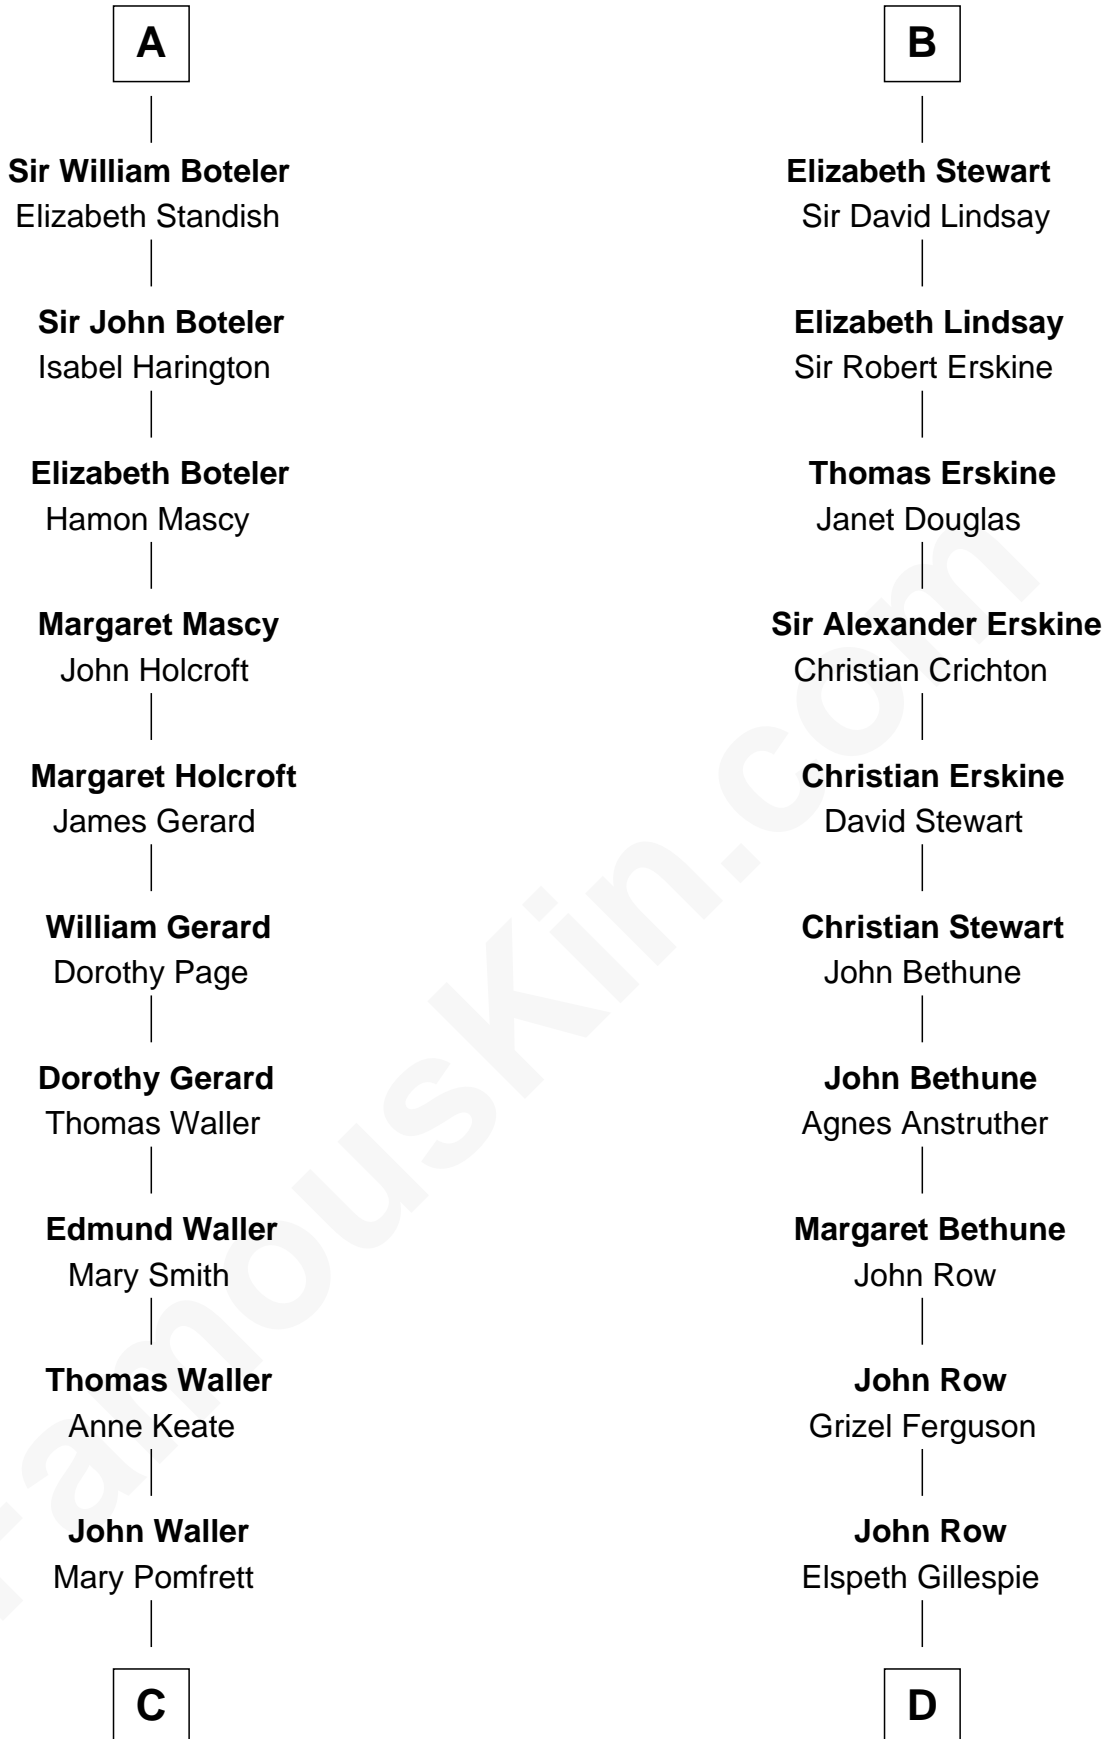 A
Sir William Boteler
Elizabeth Standish
Sir John Boteler
Isabel Harington
Elizabeth Boteler
Hamon Mascy
Margaret Mascy
John Holcroft
Margaret Holcroft
James Gerard
William Gerard
Dorothy Page
Dorothy Gerard
Thomas Waller
Edmund Waller
Mary Smith
Thomas Waller
Anne Keate
John Waller
Mary Pomfrett
C
B
Elizabeth Stewart
Sir David Lindsay
Elizabeth Lindsay
Sir Robert Erskine
Thomas Erskine
Janet Douglas
Sir Alexander Erskine
Christian Crichton
Christian Erskine
David Stewart
Christian Stewart
John Bethune
John Bethune
Agnes Anstruther
Margaret Bethune
John Row
John Row
Grizel Ferguson
John Row
Elspeth Gillespie
D
FamousKin.com